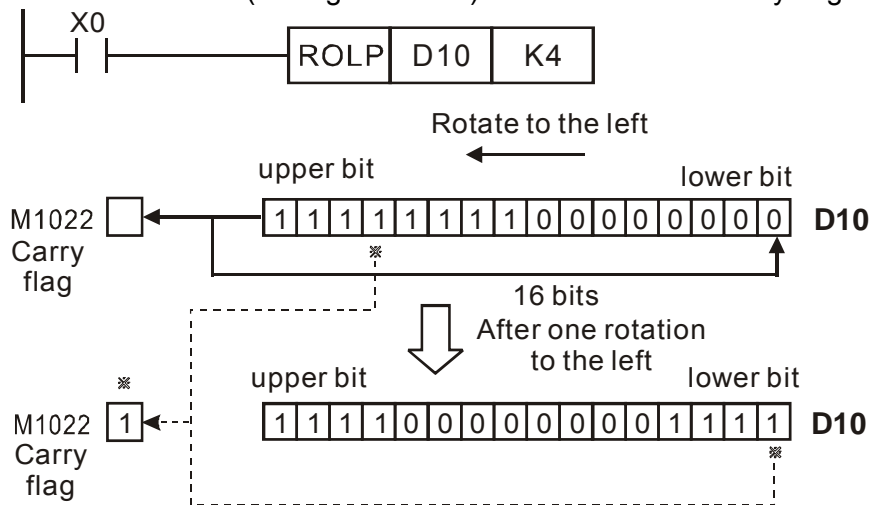 X0
ROLP D10 K4
Rotate to the left
upper bit lower bit
M1022 1 1 1 1 1 1 1 1 0 0 0 0 0 0 0 0 D10
Carry
flag
※
16 bits
After one rotation
to the left
upper bit lower bit
※
M1022 1 1 1 1 1 0 0 0 0 0 0 0 0 1 1 1 1 D10
Carry
flag
※